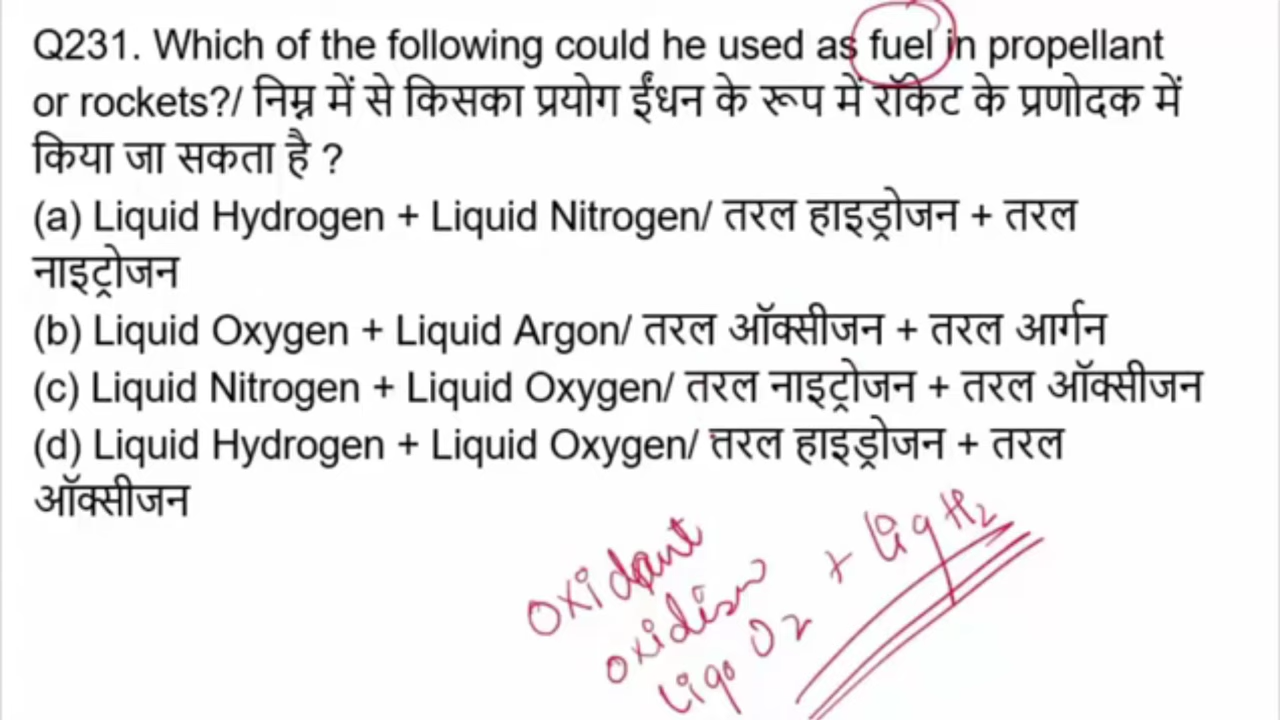 Q231. Which of the following could he used as fuel in propellant
or rockets?/ निम्न में से किसका प्रयोग ईंधन के रूप में रॉकेट के प्रणोदक में
किया जा सकता है ?
(a) Liquid Hydrogen + Liquid Nitrogen/ तरल हाइड्रोजन + तरल
नाइट्रोजन
(b) Liquid Oxygen + Liquid Argon/ तरल ऑक्सीजन + तरल आर्गन
(c) Liquid Nitrogen + Liquid Oxygen/ तरल नाइट्रोजन + तरल ऑक्सीजन
(d) Liquid Hydrogen + Liquid Oxygen/ तरल हाइड्रोजन + तरल
ऑक्सीजन
oxidant
Liq O2 + Liq H2